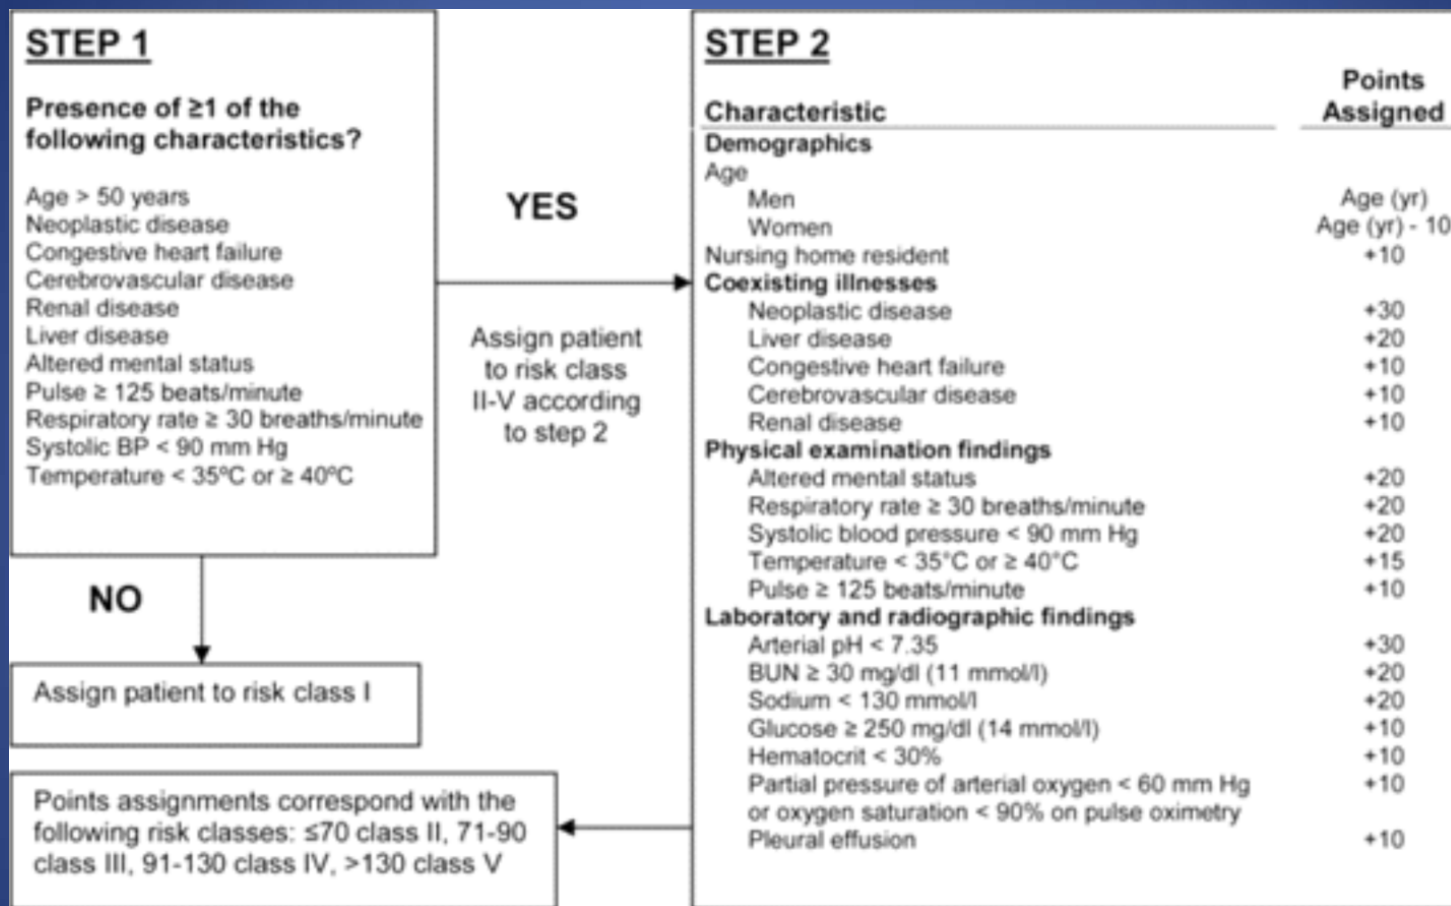 STEP 1
Presence of ≥1 of the
following characteristics?
Age > 50 years
Neoplastic disease
Congestive heart failure
Cerebrovascular disease
Renal disease
Liver disease
Altered mental status
Pulse ≥ 125 beats/minute
Respiratory rate ≥ 30 breaths/minute
Systolic BP < 90 mm Hg
Temperature < 35ºC or ≥ 40ºC
YES
Assign patient
to risk class
II-V according
to step 2
NO
Assign patient to risk class I
Points assignments correspond with the
following risk classes: ≤70 class II, 71-90
class III, 91-130 class IV, >130 class V
STEP 2
Points
Characteristic Assigned
Demographics
Age
Men Age (yr)
Women Age (yr) - 10
Nursing home resident +10
Coexisting illnesses
Neoplastic disease +30
Liver disease +20
Congestive heart failure +10
Cerebrovascular disease +10
Renal disease +10
Physical examination findings
Altered mental status +20
Respiratory rate ≥ 30 breaths/minute +20
Systolic blood pressure < 90 mm Hg +20
Temperature < 35°C or ≥ 40°C +15
Pulse ≥ 125 beats/minute +10
Laboratory and radiographic findings
Arterial pH < 7.35 +30
BUN ≥ 30 mg/dl (11 mmol/l) +20
Sodium < 130 mmol/l +20
Glucose ≥ 250 mg/dl (14 mmol/l) +10
Hematocrit < 30% +10
Partial pressure of arterial oxygen < 60 mm Hg +10
or oxygen saturation < 90% on pulse oximetry
Pleural effusion +10